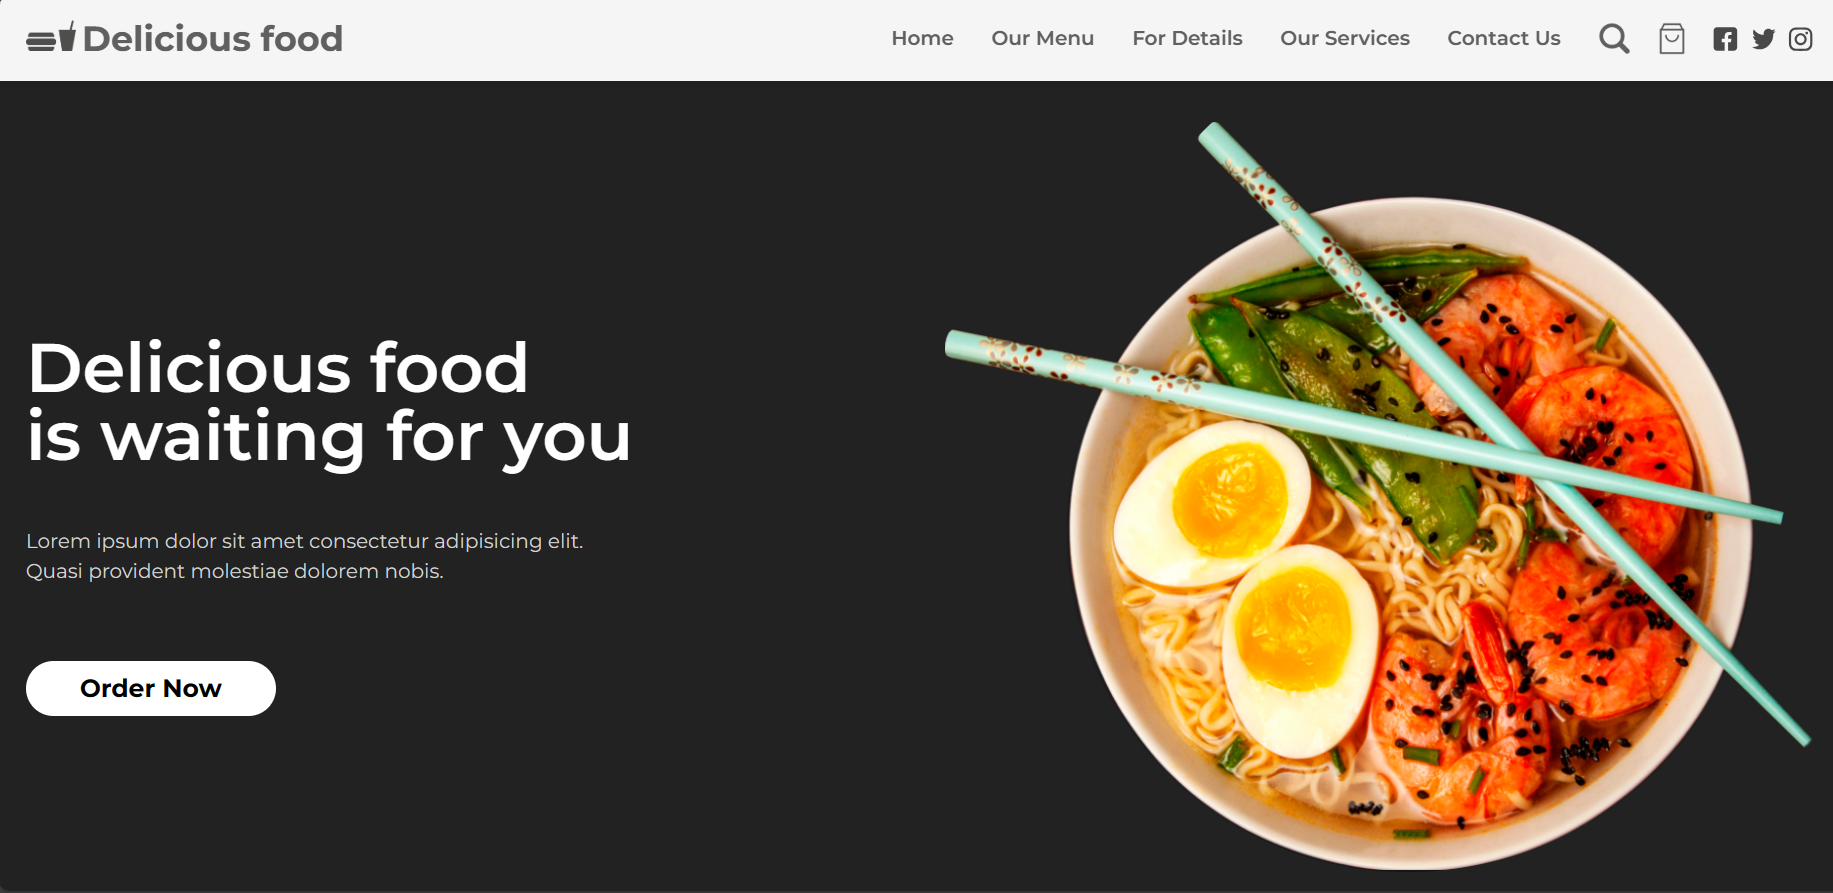 Delicious food
Home Our Menu For Details Our Services Contact Us
Delicious food
is waiting for you
Lorem ipsum dolor sit amet consectetur adipisicing elit.
Quasi provident molestiae dolorem nobis.
Order Now